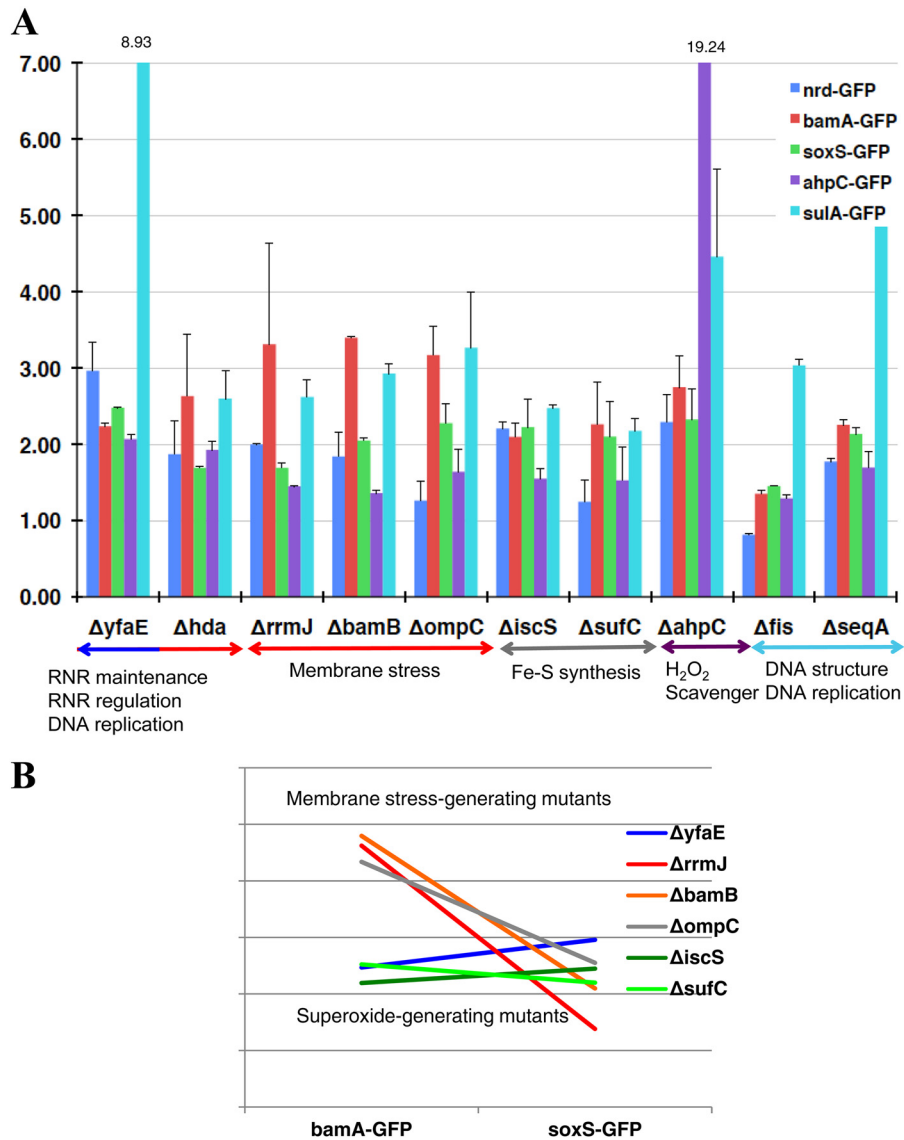 A
8.93
19.24
7.00
6.00
5.00
4.00
3.00
2.00
1.00
0.00
nrd-GFP
bamA-GFP
soxS-GFP
ahpC-GFP
sulA-GFP
ΔyfaE Δhda ΔrrmJ ΔbamB ΔompC ΔiscS ΔsufC ΔahpC Δfis ΔseqA
RNR maintenance
RNR regulation
DNA replication
Membrane stress
Fe-S synthesis
H₂O₂
Scavenger
DNA structure
DNA replication
B
Membrane stress-generating mutants
ΔyfaE
ΔrrmJ
ΔbamB
ΔompC
ΔiscS
ΔsufC
Superoxide-generating mutants
bamA-GFP soxS-GFP